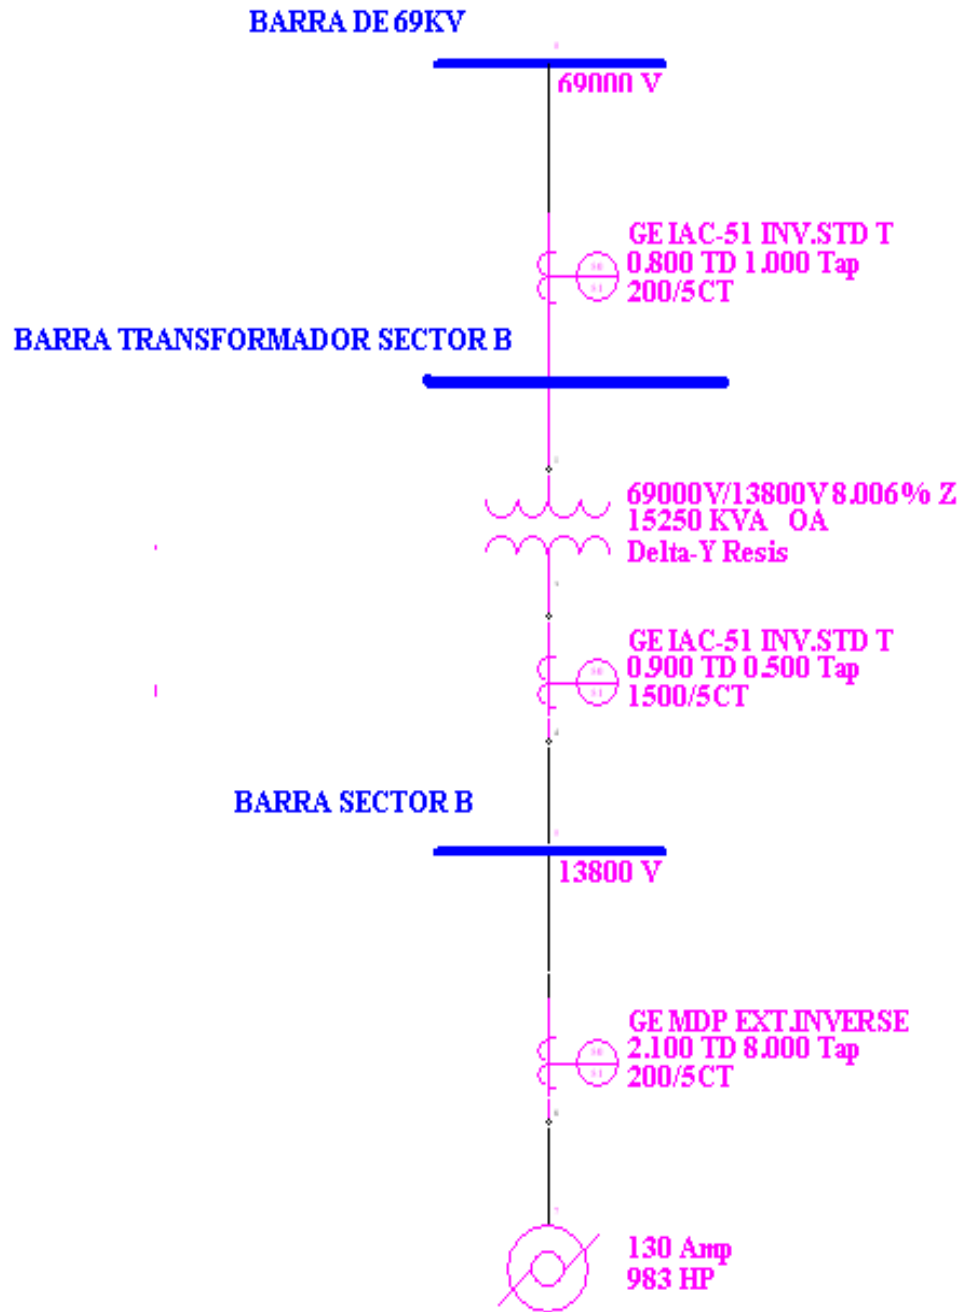 BARRA DE 69KV
69000 V
GE IAC-51 INV.STD T
0.800 TD 1.000 Tap
200/5CT
BARRA TRANSFORMADOR SECTOR B
69000V/13800V 8.006% Z
15250 KVA OA
Delta-Y Resis
GE IAC-51 INV.STD T
0.900 TD 0.500 Tap
1500/5CT
BARRA SECTOR B
13800 V
GE MDP EXT.INVERSE
2.100 TD 8.000 Tap
200/5CT
130 Amp
983 HP